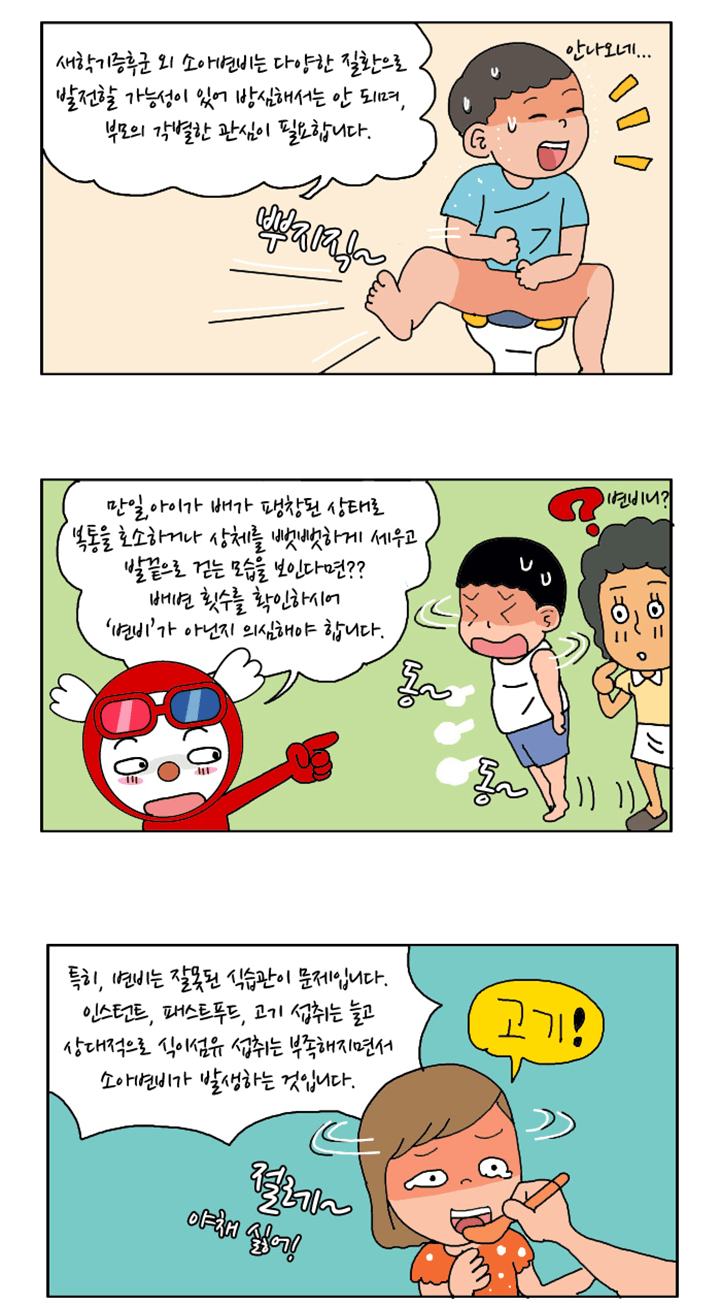 새학기증후군 외 소아변비는 다양한 질환으로
발전할 가능성이 있어 방심해서는 안 되며,
부모의 각별한 관심이 필요합니다.
안나오네...
뿌지직~
만일,아이가 배가 팽창된 상태로
복통을 호소하거나 상체를 뻣뻣하게 세우고
발끝으로 걷는 모습을 보인다면??
배변 횟수를 확인하시어
'변비'가 아닌지 의심해야 합니다.
?
변비니?
동~
동~
특히, 변비는 잘못된 식습관이 문제입니다.
인스턴트, 패스트푸드, 고기 섭취는 늘고
상대적으로 식이섬유 섭취는 부족해지면서
소아변비가 발생하는 것입니다.
고기!
절레기~
야채 싫어!